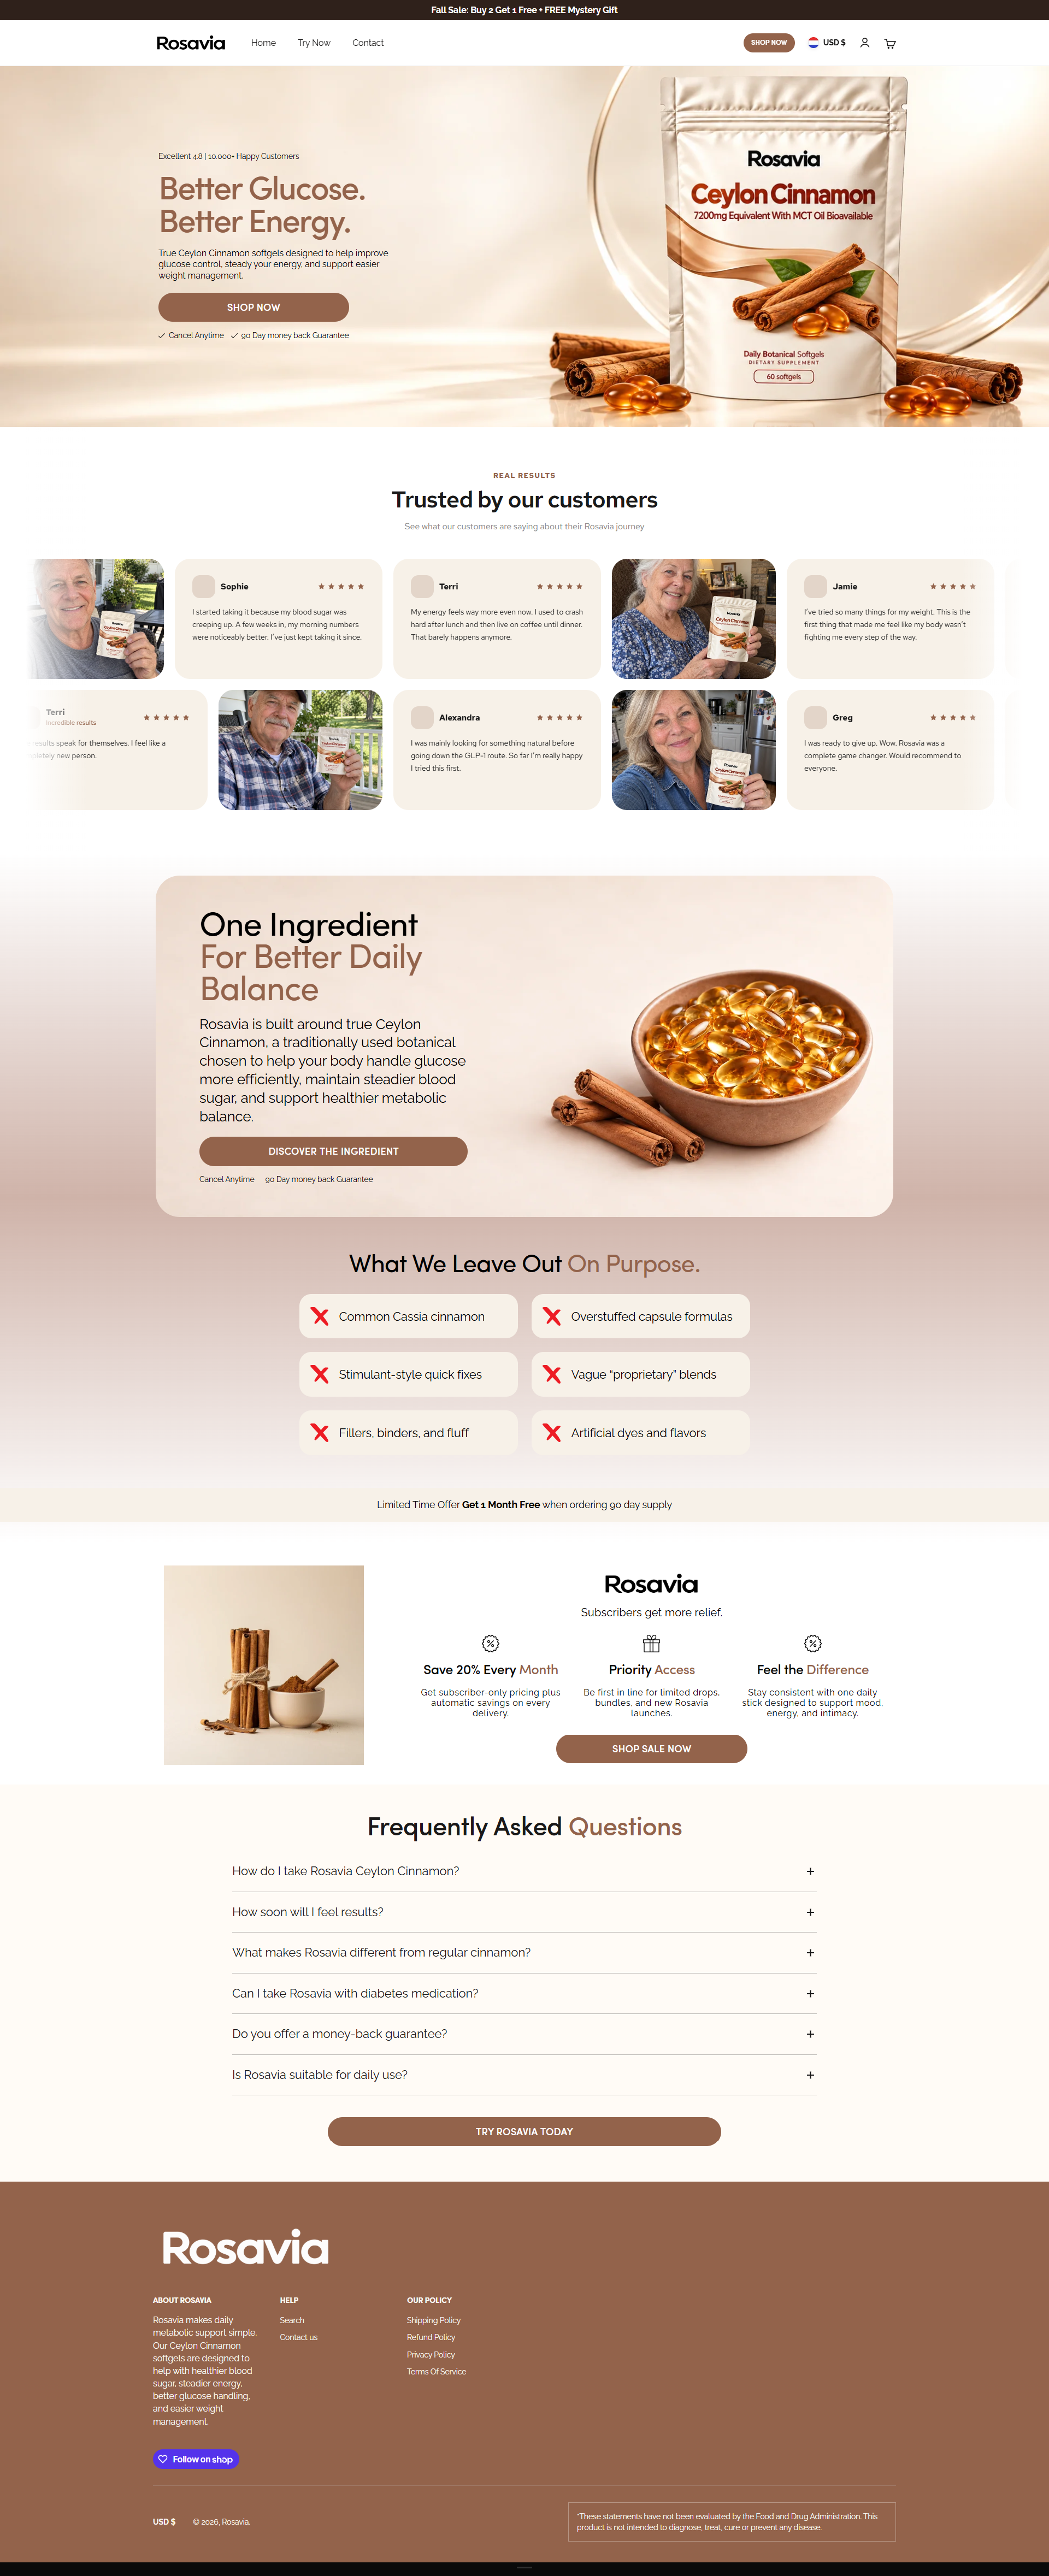 Fall Sale: Buy 2 Get 1 Free + FREE Mystery Gift
Rosavia
Home
Try Now
Contact
SHOP NOW
USD $
Excellent 4.8 | 10.000+ Happy Customers
Better Glucose.
Better Energy.
True Ceylon Cinnamon softgels designed to help improve
glucose control, steady your energy, and support easier
weight management.
SHOP NOW
Cancel Anytime
90 Day money back Guarantee
Rosavia
Ceylon Cinnamon
7200mg Equivalent With MCT Oil Bioavailable
Daily Botanical Softgels
DIETARY SUPPLEMENT
60 softgels
REAL RESULTS
Trusted by our customers
See what our customers are saying about their Rosavia journey
Sophie
I started taking it because my blood sugar was
creeping up. A few weeks in, my morning numbers
were noticeably better. I've just kept taking it since.
Terri
My energy feels way more even now. I used to crash
hard after lunch and then live on coffee until dinner.
That barely happens anymore.
Rosavia
Ceylon Cinnamon
Jamie
I've tried so many things for my weight. This is the
first thing that made me feel like my body wasn't
fighting me every step of the way.
Terri
Incredible results
results speak for themselves. I feel like a
new person.
Alexandra
I was mainly looking for something natural before
going down the GLP-1 route. So far I'm really happy
I tried this first.
Greg
I was ready to give up. Wow. Rosavia was a
complete game changer. Would recommend to
everyone.
One Ingredient
For Better Daily
Balance
Rosavia is built around true Ceylon
Cinnamon, a traditionally used botanical
chosen to help your body handle glucose
more efficiently, maintain steadier blood
sugar, and support healthier metabolic
balance.
DISCOVER THE INGREDIENT
Cancel Anytime
90 Day money back Guarantee
What We Leave Out On Purpose.
Common Cassia cinnamon
Overstuffed capsule formulas
Stimulant-style quick fixes
Vague “proprietary” blends
Fillers, binders, and fluff
Artificial dyes and flavors
Limited Time Offer Get 1 Month Free when ordering 90 day supply
Rosavia
Subscribers get more relief.
Save 20% Every Month
Get subscriber-only pricing plus
automatic savings on every
delivery.
Priority Access
Be first in line for limited drops,
bundles, and new Rosavia
launches.
Feel the Difference
Stay consistent with one daily
stick designed to support mood,
energy, and intimacy.
SHOP SALE NOW
Frequently Asked Questions
How do I take Rosavia Ceylon Cinnamon?
How soon will I feel results?
What makes Rosavia different from regular cinnamon?
Can I take Rosavia with diabetes medication?
Do you offer a money-back guarantee?
Is Rosavia suitable for daily use?
TRY ROSAVIA TODAY
Rosavia
ABOUT ROSAVIA
Rosavia makes daily
metabolic support simple.
Our Ceylon Cinnamon
softgels are designed to
help with healthier blood
sugar, steadier energy,
better glucose handling,
and easier weight
management.
HELP
Search
Contact us
OUR POLICY
Shipping Policy
Refund Policy
Privacy Policy
Terms Of Service
Follow on shop
USD $
© 2026, Rosavia.
*These statements have not been evaluated by the Food and Drug Administration. This
product is not intended to diagnose, treat, cure or prevent any disease.